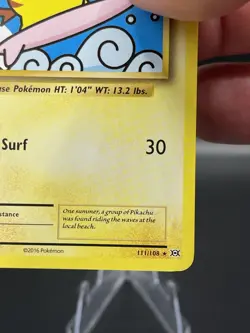 use Pokémon HT: 1'04" WT: 13.2 lbs.
Surf 30
stance
One summer, a group of Pikachu
was found riding the waves at the
local beach.
©2016 Pokémon
111/108 ★